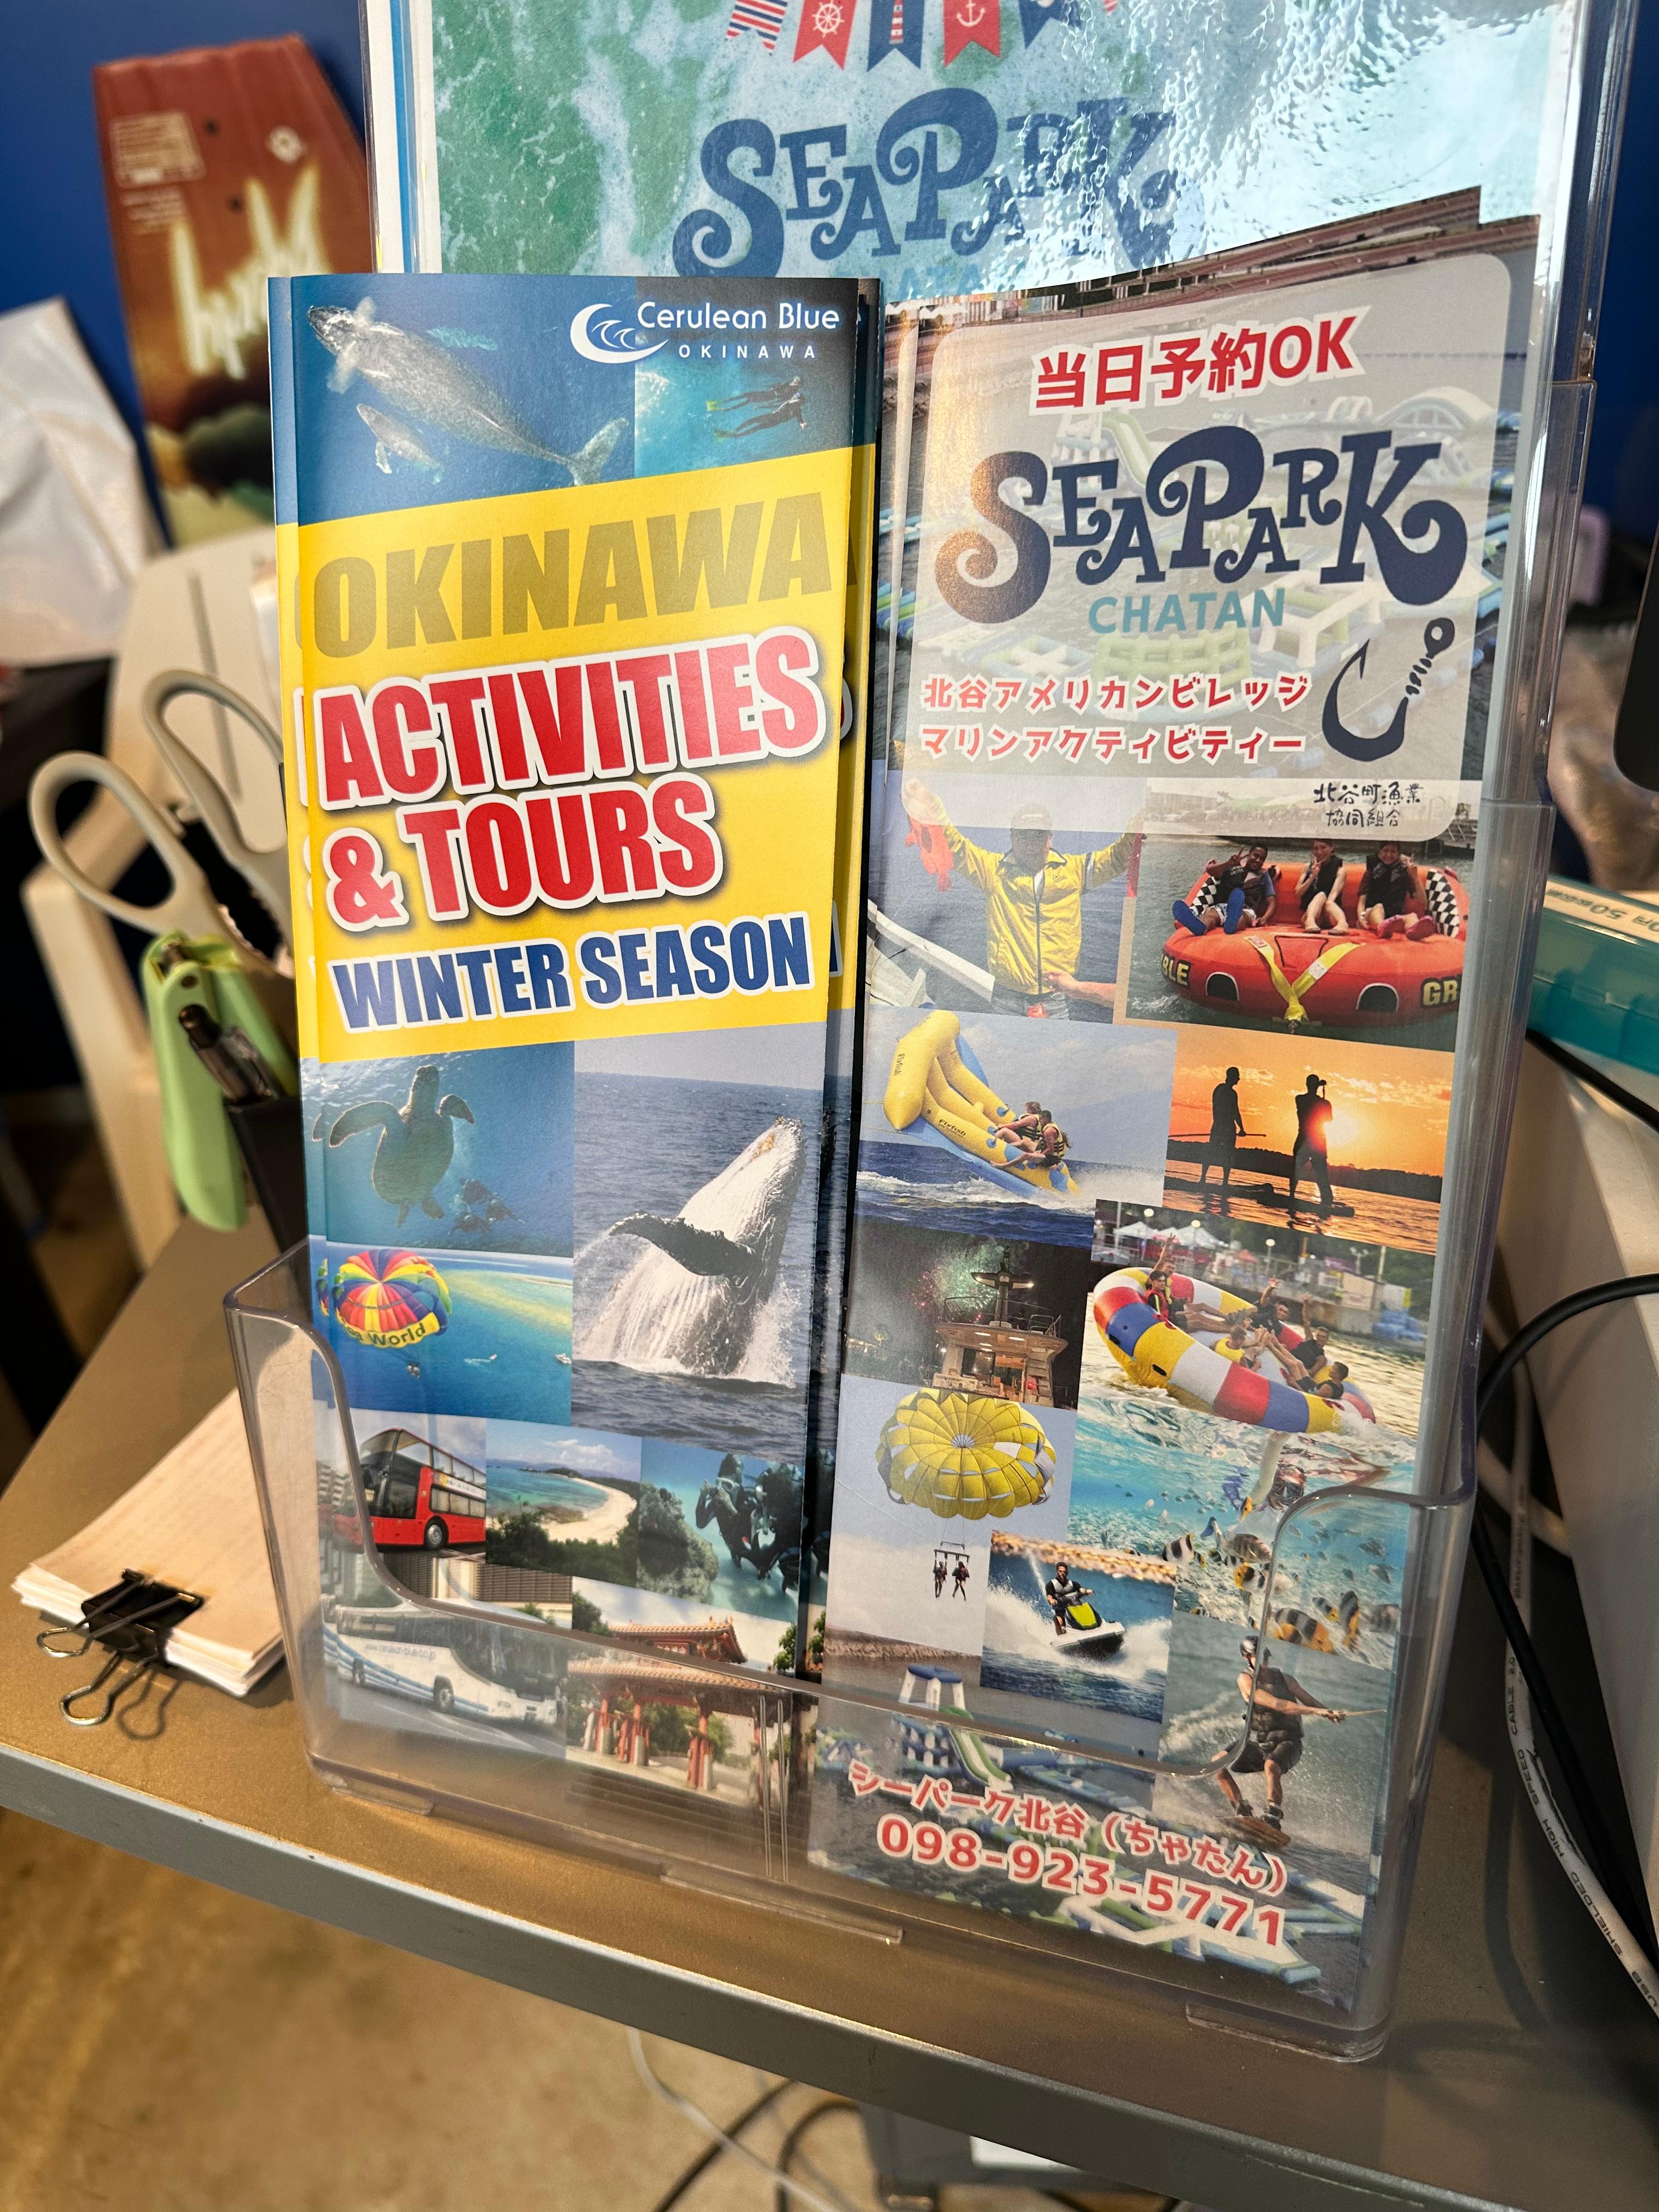 SEAPARK
Cerulean Blue
OKINAWA
OKINAWA
ACTIVITIES
& TOURS
WINTER SEASON
World
当日予約OK
SEAPARK
CHATAN
北谷アメリカンビレッジ
マリンアクティビティー
北谷町漁業
協同組合
BLE
GR
シーパーク北谷（ちゃたん）
098-923-5771